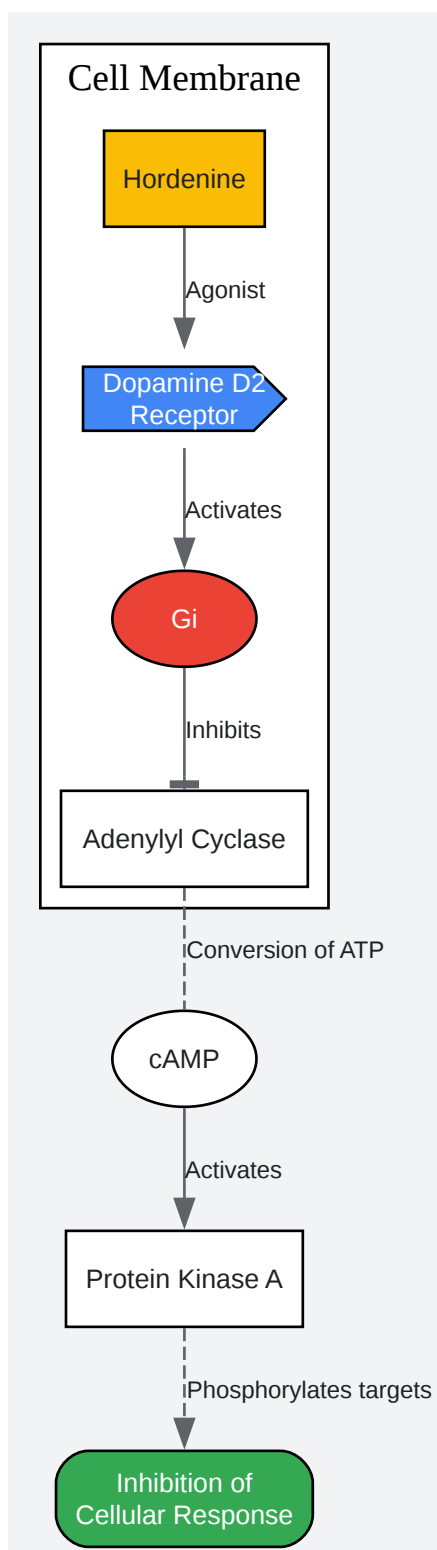 Cell Membrane
Hordenine
Agonist
Dopamine D2
Receptor
Activates
Gi
Inhibits
Adenylyl Cyclase
Conversion of ATP
cAMP
Activates
Protein Kinase A
Phosphorylates targets
Inhibition of
Cellular Response